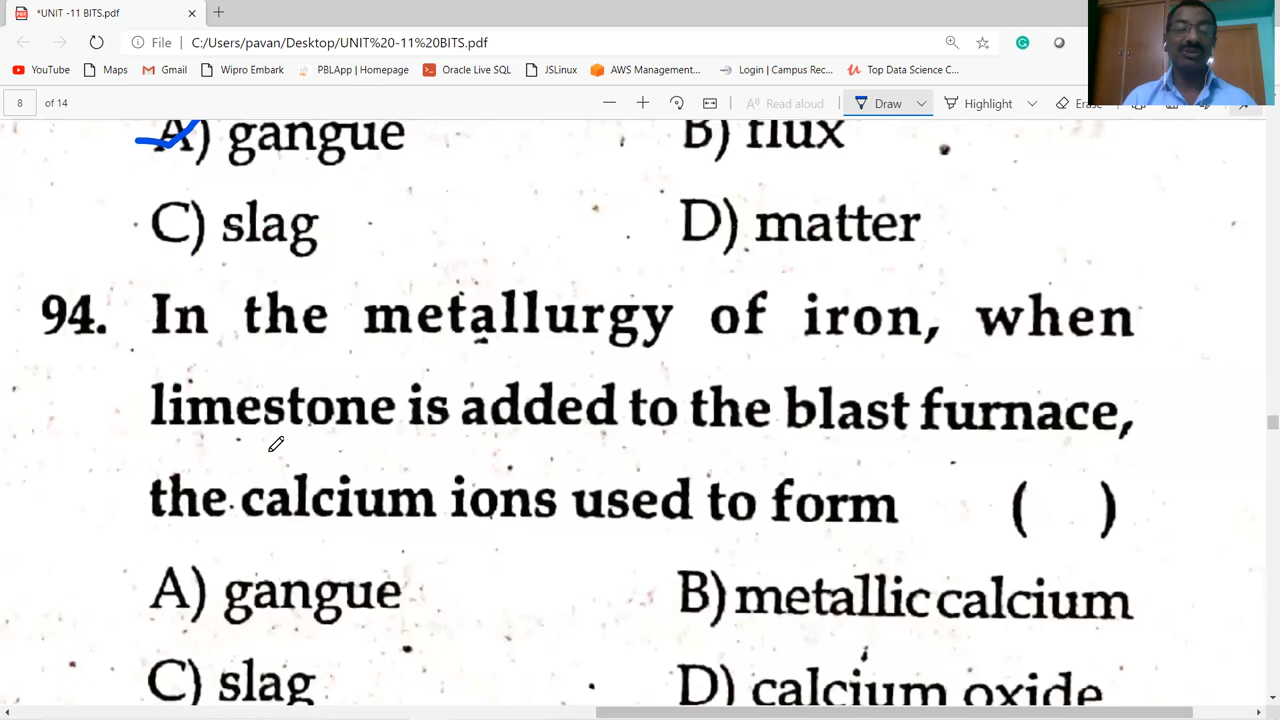 *UNIT -11 BITS.pdf
File C:/Users/pavan/Desktop/UNIT%20-11%20BITS.pdf
YouTube Maps Gmail Wipro Embark PBLApp | Homepage Oracle Live SQL JSLinux AWS Management... Login | Campus Rec... Top Data Science C...
8 of 14 Read aloud Draw Highlight Erase
A) gangue B) flux
C) slag D) matter
94. In the metallurgy of iron, when
limestone is added to the blast furnace,
the calcium ions used to form ( )
A) gangue B) metallic calcium
C) slag D) calcium oxide